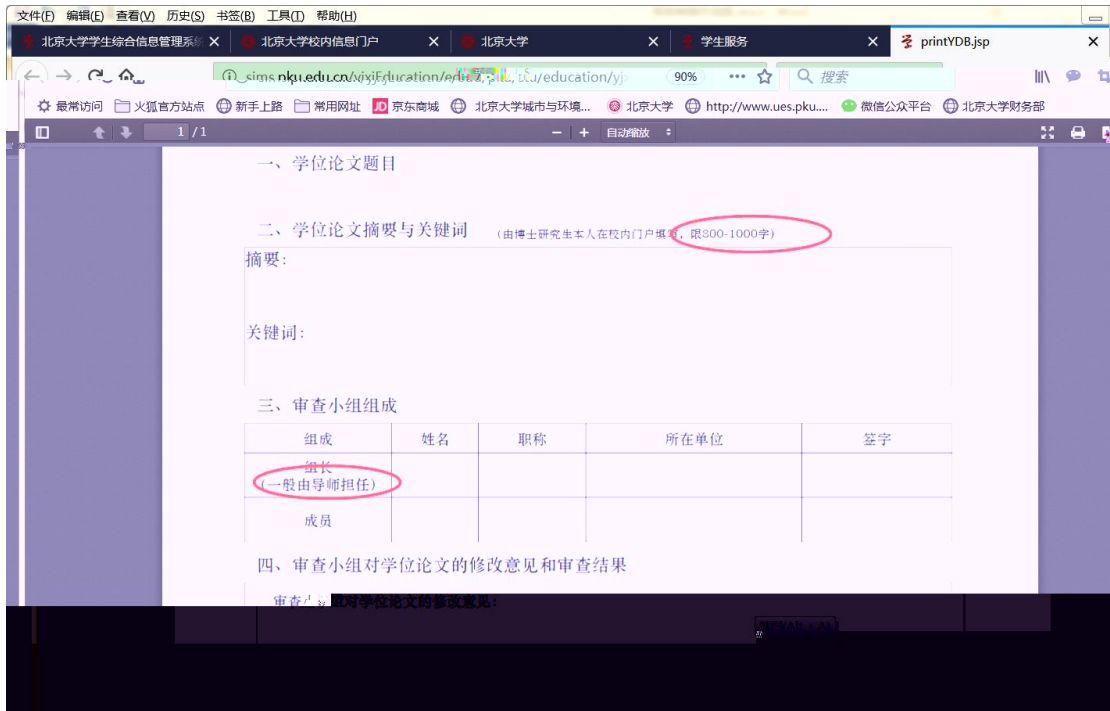 文件(F) 编辑(E) 查看(V) 历史(S) 书签(B) 工具(T) 帮助(H)
北京大学学生综合信息管理系统 北京大学校内信息门户 北京大学 学生服务 printYDB.jsp
sims.pku.edu.cn 90% 搜索
最常访问 火狐官方站点 新手上路 常用网址 JD 京东商城 北京大学城市与环境... 北京大学 http://www.ues.pku.... 微信公众平台 北京大学财务部
1 / 1 自动缩放
一、学位论文题目
二、学位论文摘要与关键词 (由博士研究生本人在校内门户填写，限800-1000字)
摘要:
关键词:
三、审查小组组成
组成 姓名 职称 所在单位 签字
组长
(一般由导师担任)
成员
四、审查小组对学位论文的修改意见和审查结果
审查小组对学位论文的修改意见: